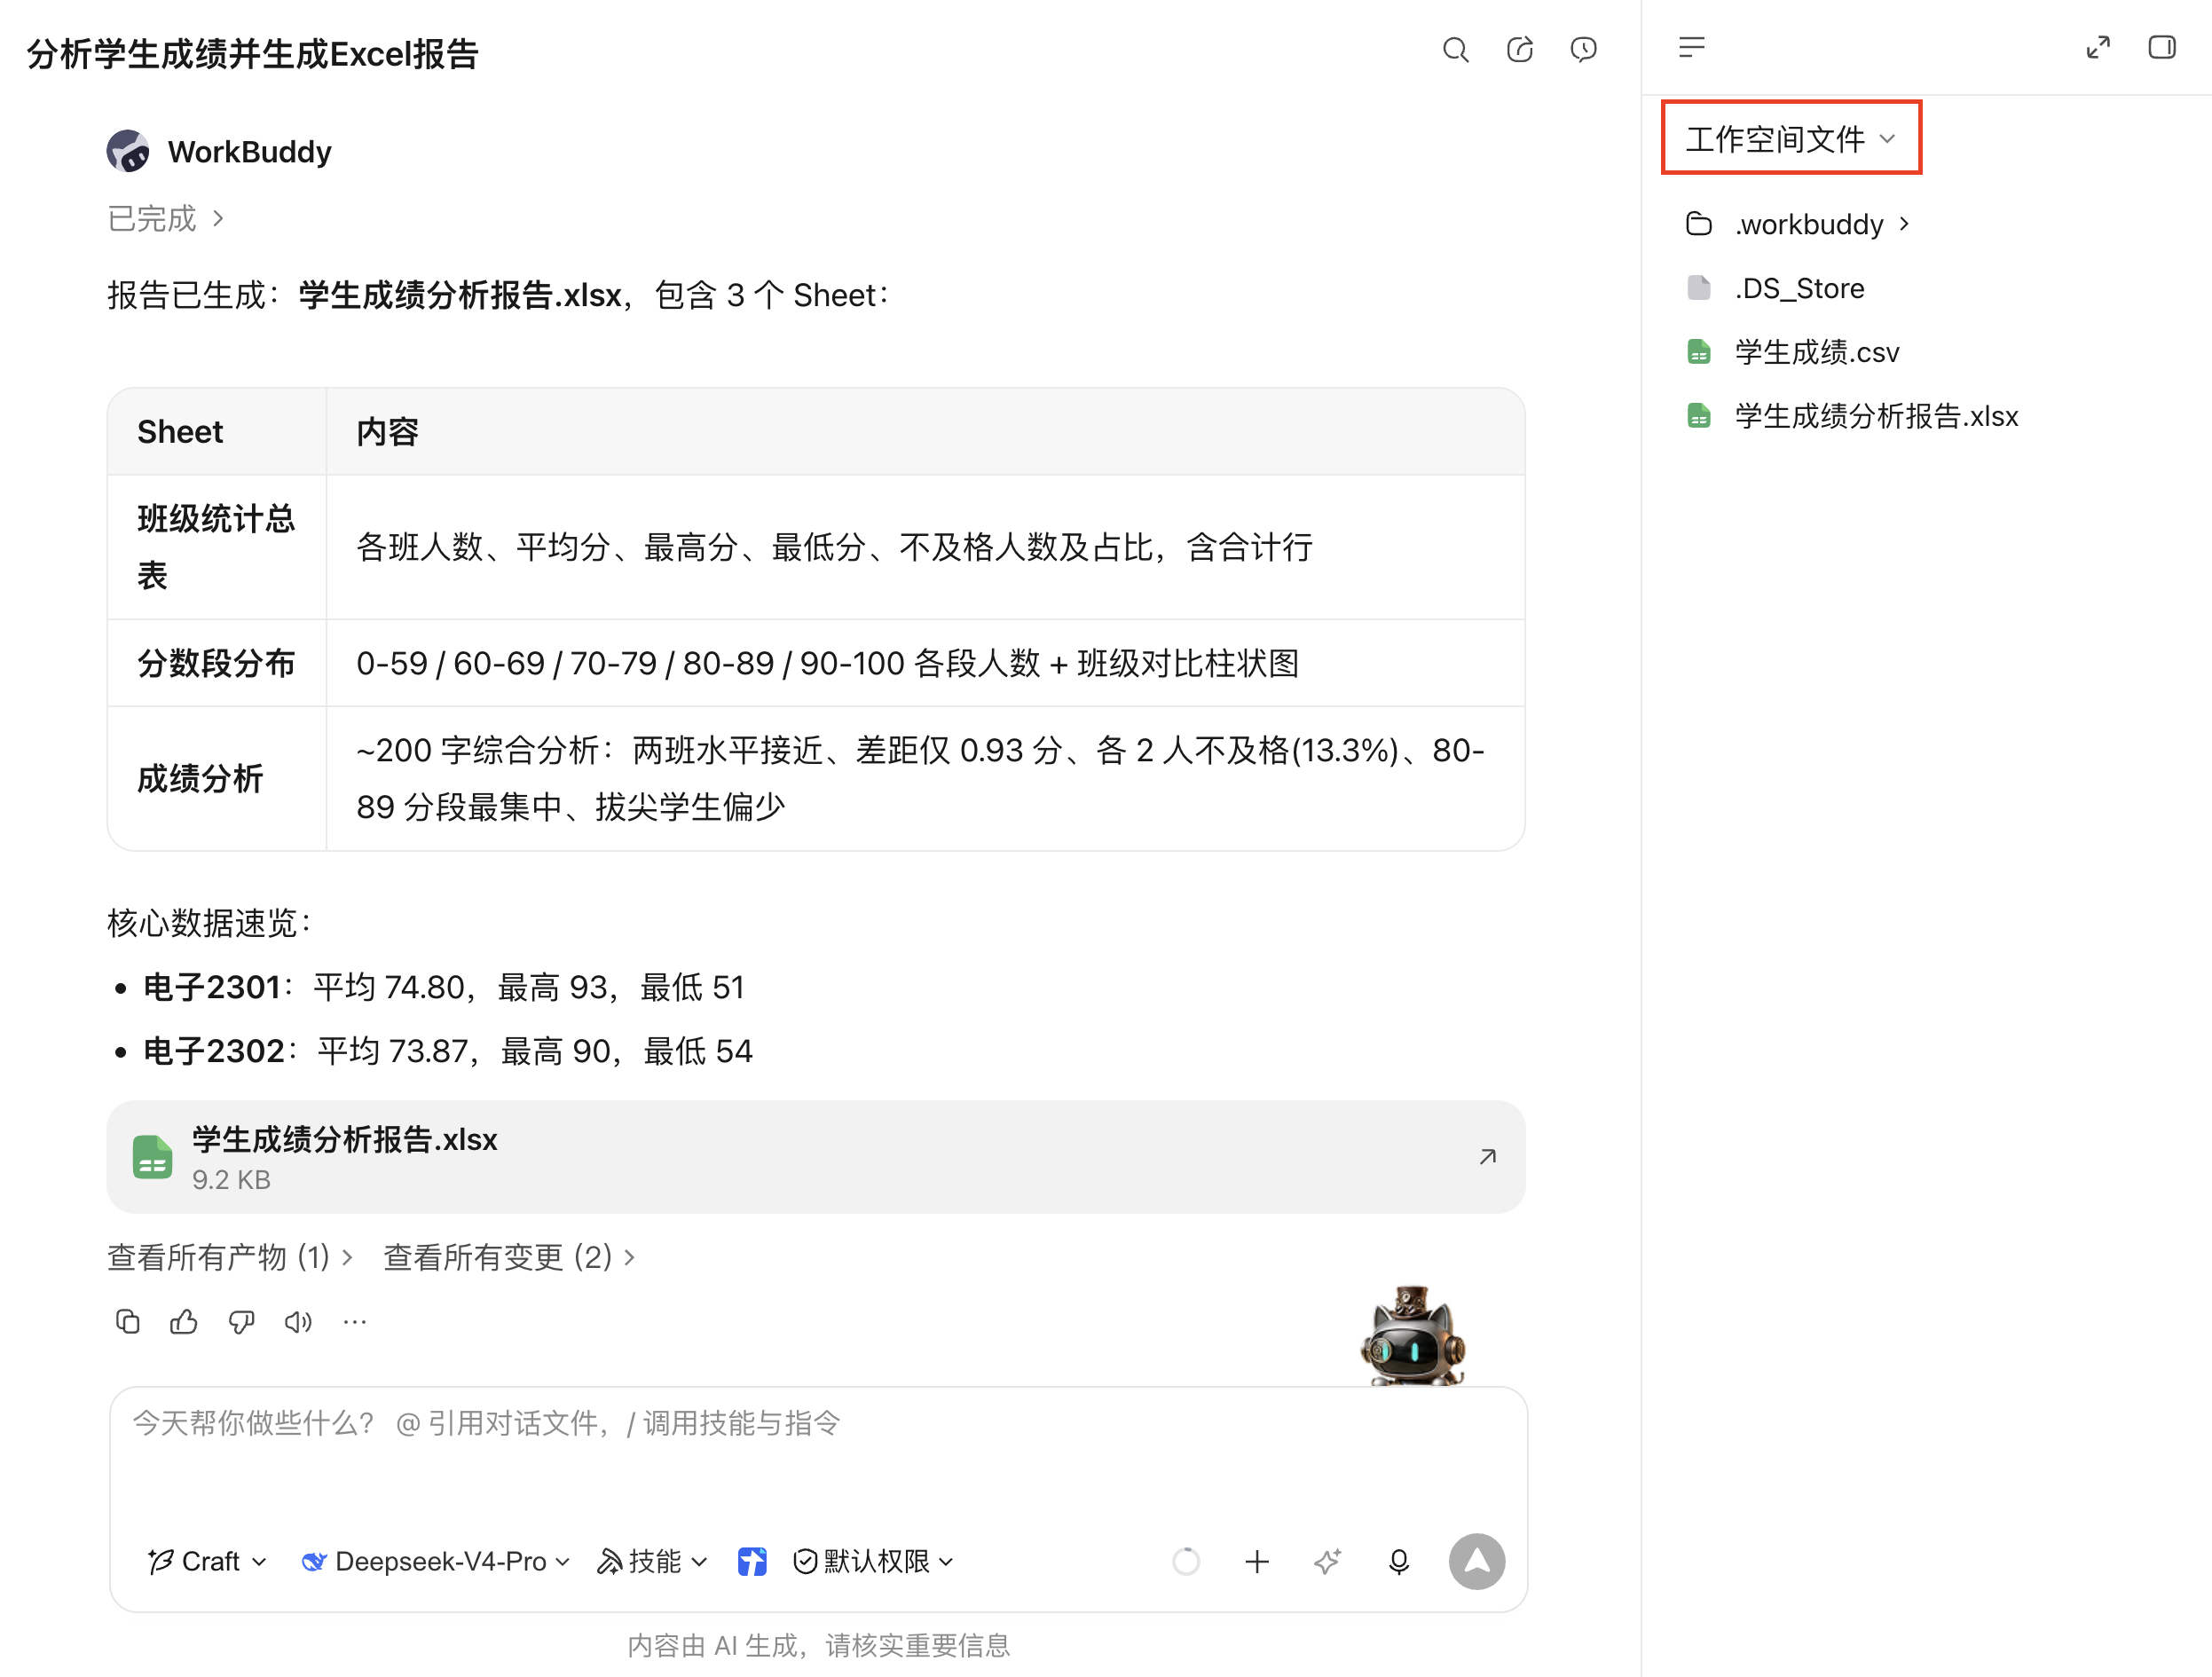 分析学生成绩并生成Excel报告
WorkBuddy
已完成
报告已生成：学生成绩分析报告.xlsx，包含 3 个 Sheet：
Sheet
内容
班级统计总
表
各班人数、平均分、最高分、最低分、不及格人数及占比，含合计行
分数段分布
0-59 / 60-69 / 70-79 / 80-89 / 90-100 各段人数 + 班级对比柱状图
成绩分析
~200 字综合分析：两班水平接近、差距仅 0.93 分、各 2 人不及格(13.3%)、80-
89 分段最集中、拔尖学生偏少
核心数据速览：
• 电子2301：平均 74.80，最高 93，最低 51
• 电子2302：平均 73.87，最高 90，最低 54
学生成绩分析报告.xlsx
9.2 KB
查看所有产物 (1) 查看所有变更 (2)
今天帮你做些什么？ @ 引用对话文件，/ 调用技能与指令
Craft Deepseek-V4-Pro 技能 默认权限
内容由 AI 生成，请核实重要信息
工作空间文件
.workbuddy
.DS_Store
学生成绩.csv
学生成绩分析报告.xlsx